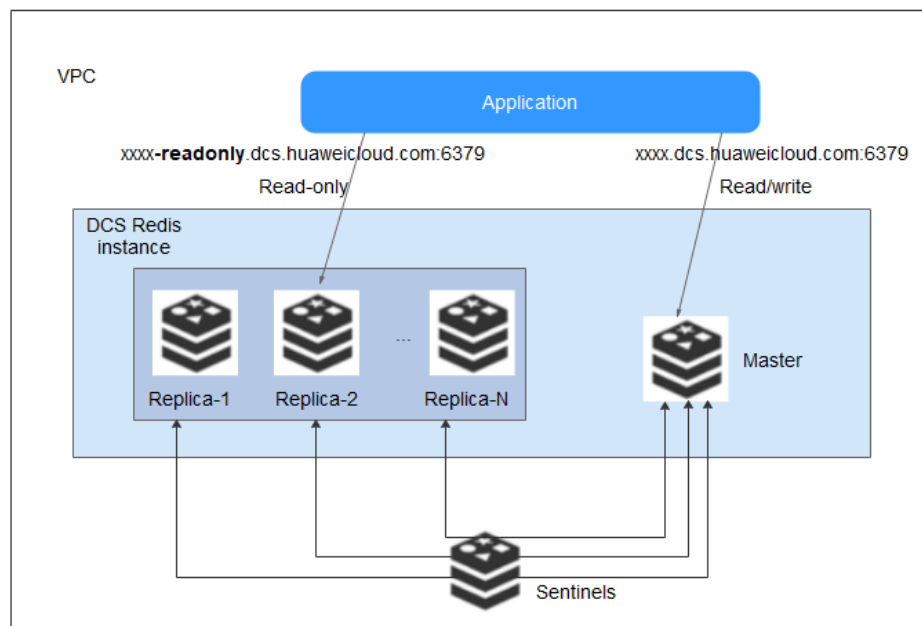 VPC
Application
xxxx-readonly.dcs.huaweicloud.com:6379
xxxx.dcs.huaweicloud.com:6379
Read-only
Read/write
DCS Redis
instance
...
Master
Replica-1
Replica-2
Replica-N
Sentinels